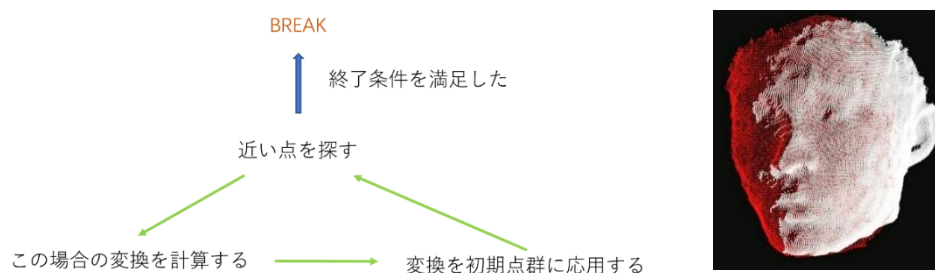 BREAK
終了条件を満足した
近い点を探す
この場合の変換を計算する
変換を初期点群に応用する